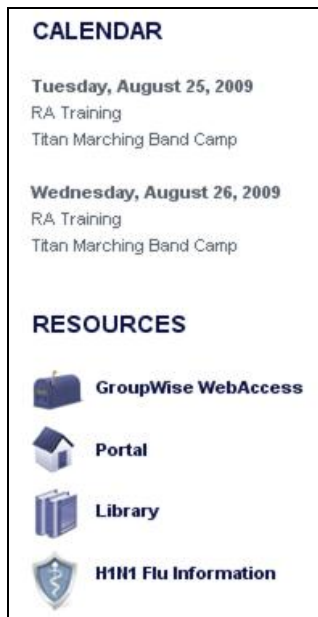 CALENDAR
Tuesday, August 25, 2009
RA Training
Titan Marching Band Camp
Wednesday, August 26, 2009
RA Training
Titan Marching Band Camp
RESOURCES
GroupWise WebAccess
Portal
Library
H1N1 Flu Information